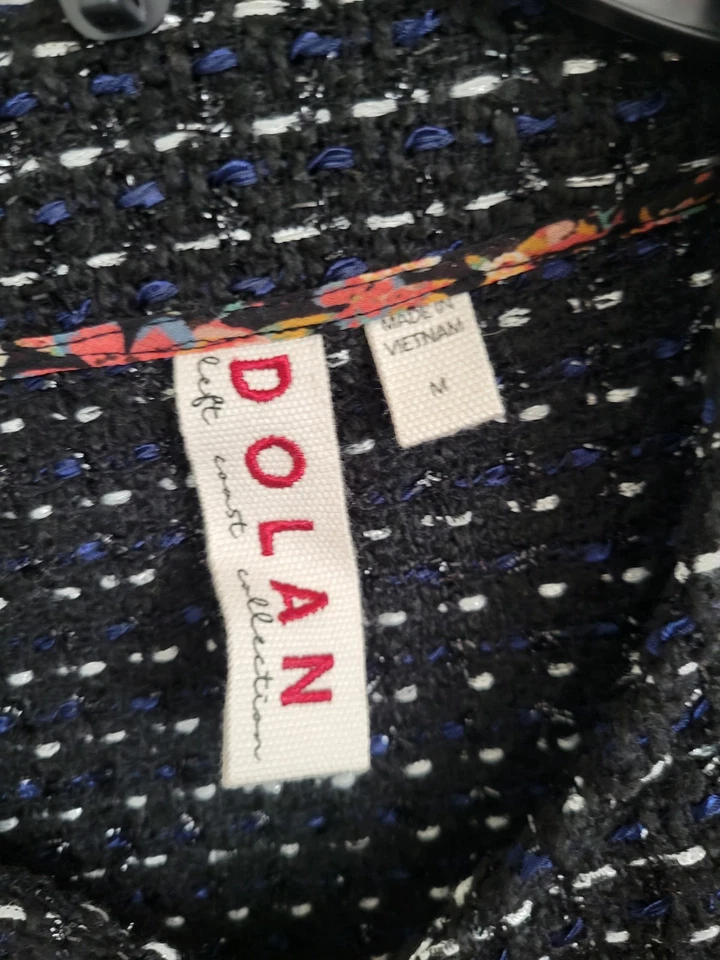 DOLAN
left coast collection
MADE IN
VIETNAM
M